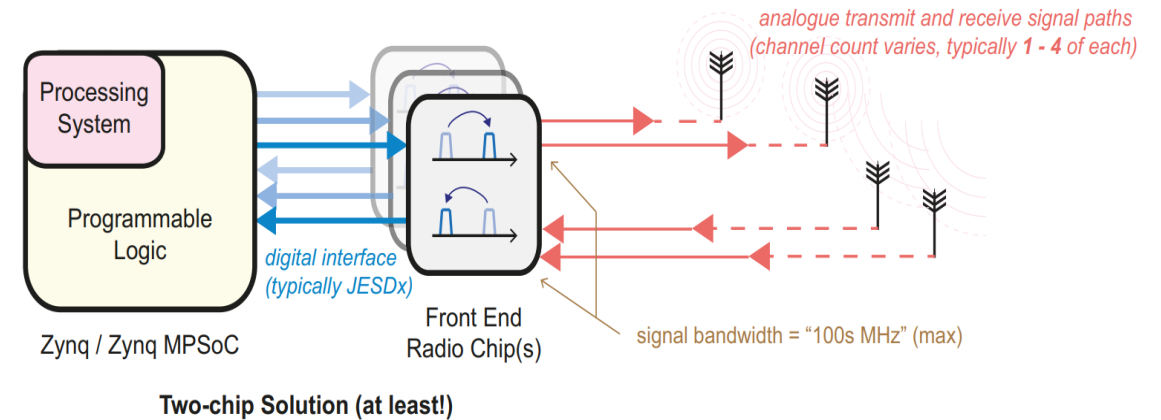 analogue transmit and receive signal paths
(channel count varies, typically 1 - 4 of each)
Processing
System
Programmable
Logic
digital interface
(typically JESDx)
Front End
Radio Chip(s)
signal bandwidth = “100s MHz” (max)
Zynq / Zynq MPSoC
Two-chip Solution (at least!)